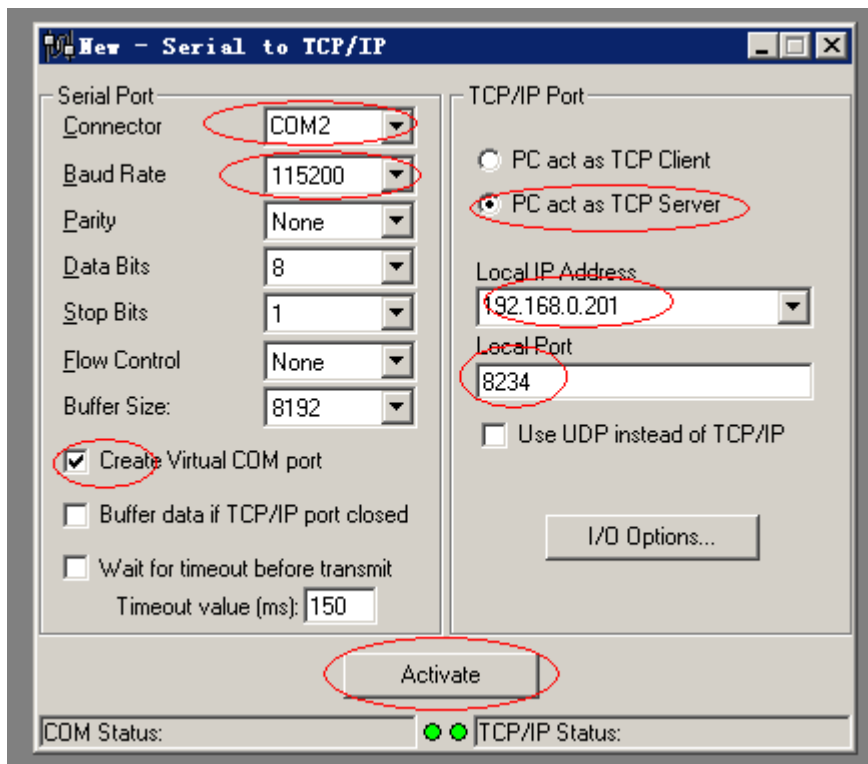 New - Serial to TCP/IP
Serial Port
Connector
COM2
Baud Rate
115200
Parity
None
Data Bits
8
Stop Bits
1
Flow Control
None
Buffer Size:
8192
Create Virtual COM port
Buffer data if TCP/IP port closed
Wait for timeout before transmit
Timeout value (ms):
150
TCP/IP Port
PC act as TCP Client
PC act as TCP Server
Local IP Address
192.168.0.201
Local Port
8234
Use UDP instead of TCP/IP
I/O Options...
Activate
COM Status:
TCP/IP Status: